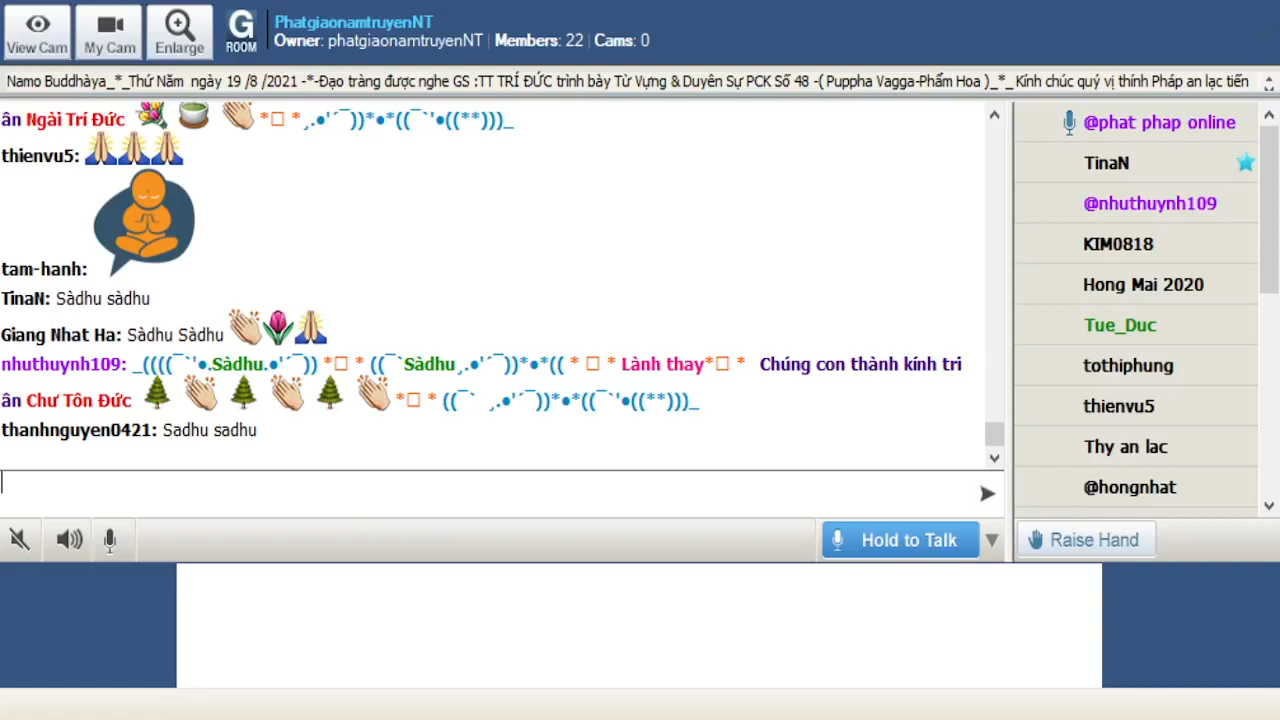 View Cam
My Cam
Enlarge
G
ROOM
PhatgiaonamtruyenNT
Owner: phatgiaonamtruyenNT | Members: 22 | Cams: 0
Namo Buddhàya_*_Thứ Năm ngày 19 /8 /2021 -*-Đạo tràng được nghe GS :TT TRÍ ĐỨC trình bày Từ Vựng & Duyên Sự PCK Số 48 -( Puppha Vagga-Phẩm Hoa )_*_Kính chúc quý vị thính Pháp an lạc tiến
ân Ngài Trí Đức 💐 🍵 👏 *□ *¸.•'´¯))*•*((¯`'•((**)))_
thienvu5: 🙏🙏🙏
tam-hanh:
TinaN: Sàdhu sàdhu
Giang Nhat Ha: Sàdhu Sàdhu 👏🌷🙏
nhuthuynh109: _((((¯`'•.Sàdhu.•'´¯)) *□ * ((¯`Sàdhu¸.•'´¯))*•*(( * □ * Lành thay*□ * Chúng con thành kính tri
ân Chư Tôn Đức 🌲 👏 🌲 👏 🌲 👏 *□ * ((¯` ¸.•'´¯))*•*((¯`'•((**)))_
thanhnguyen0421: Sadhu sadhu
@phat phap online
TinaN
@nhuthuynh109
KIM0818
Hong Mai 2020
Tue_Duc
tothiphung
thienvu5
Thy an lac
@hongnhat
Hold to Talk
Raise Hand